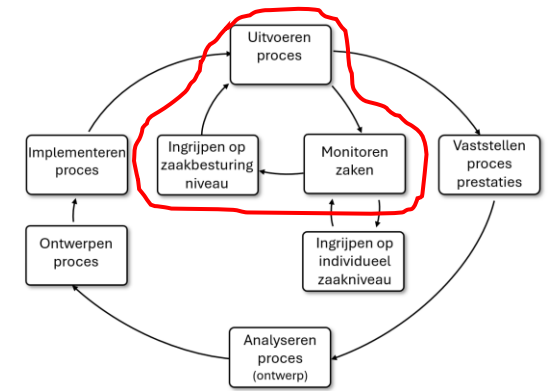 Uitvoeren
proces
Implementeren
proces
Ingrijpen op
zaakbesturing
niveau
Monitoren
zaken
Vaststellen
proces
prestaties
Ontwerpen
proces
Ingrijpen op
individueel
zaakniveau
Analyseren
proces
(ontwerp)